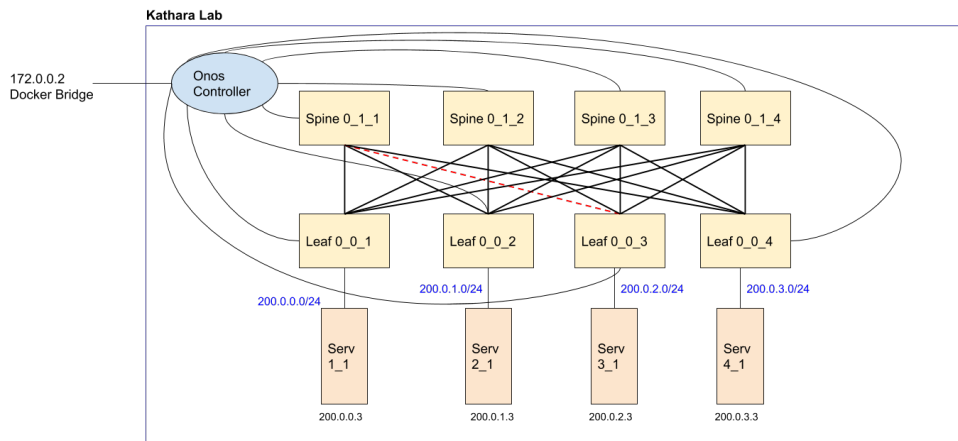 Kathara Lab
172.0.0.2
Docker Bridge
Onos
Controller
Spine 0_1_1
Spine 0_1_2
Spine 0_1_3
Spine 0_1_4
Leaf 0_0_1
Leaf 0_0_2
Leaf 0_0_3
Leaf 0_0_4
200.0.0.0/24
200.0.1.0/24
200.0.2.0/24
200.0.3.0/24
Serv
1_1
Serv
2_1
Serv
3_1
Serv
4_1
200.0.0.3
200.0.1.3
200.0.2.3
200.0.3.3